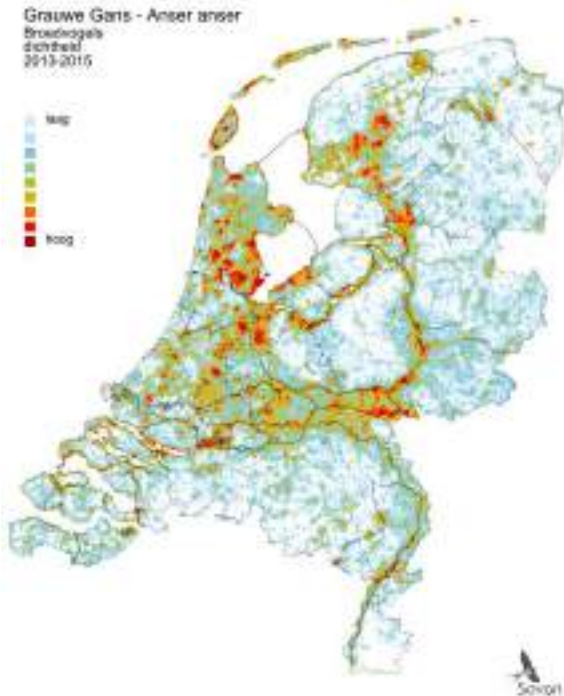 Grauwe Gans - Anser anser
Broedvogels
dichtheid
2013-2015
laag
hoog
Sovon